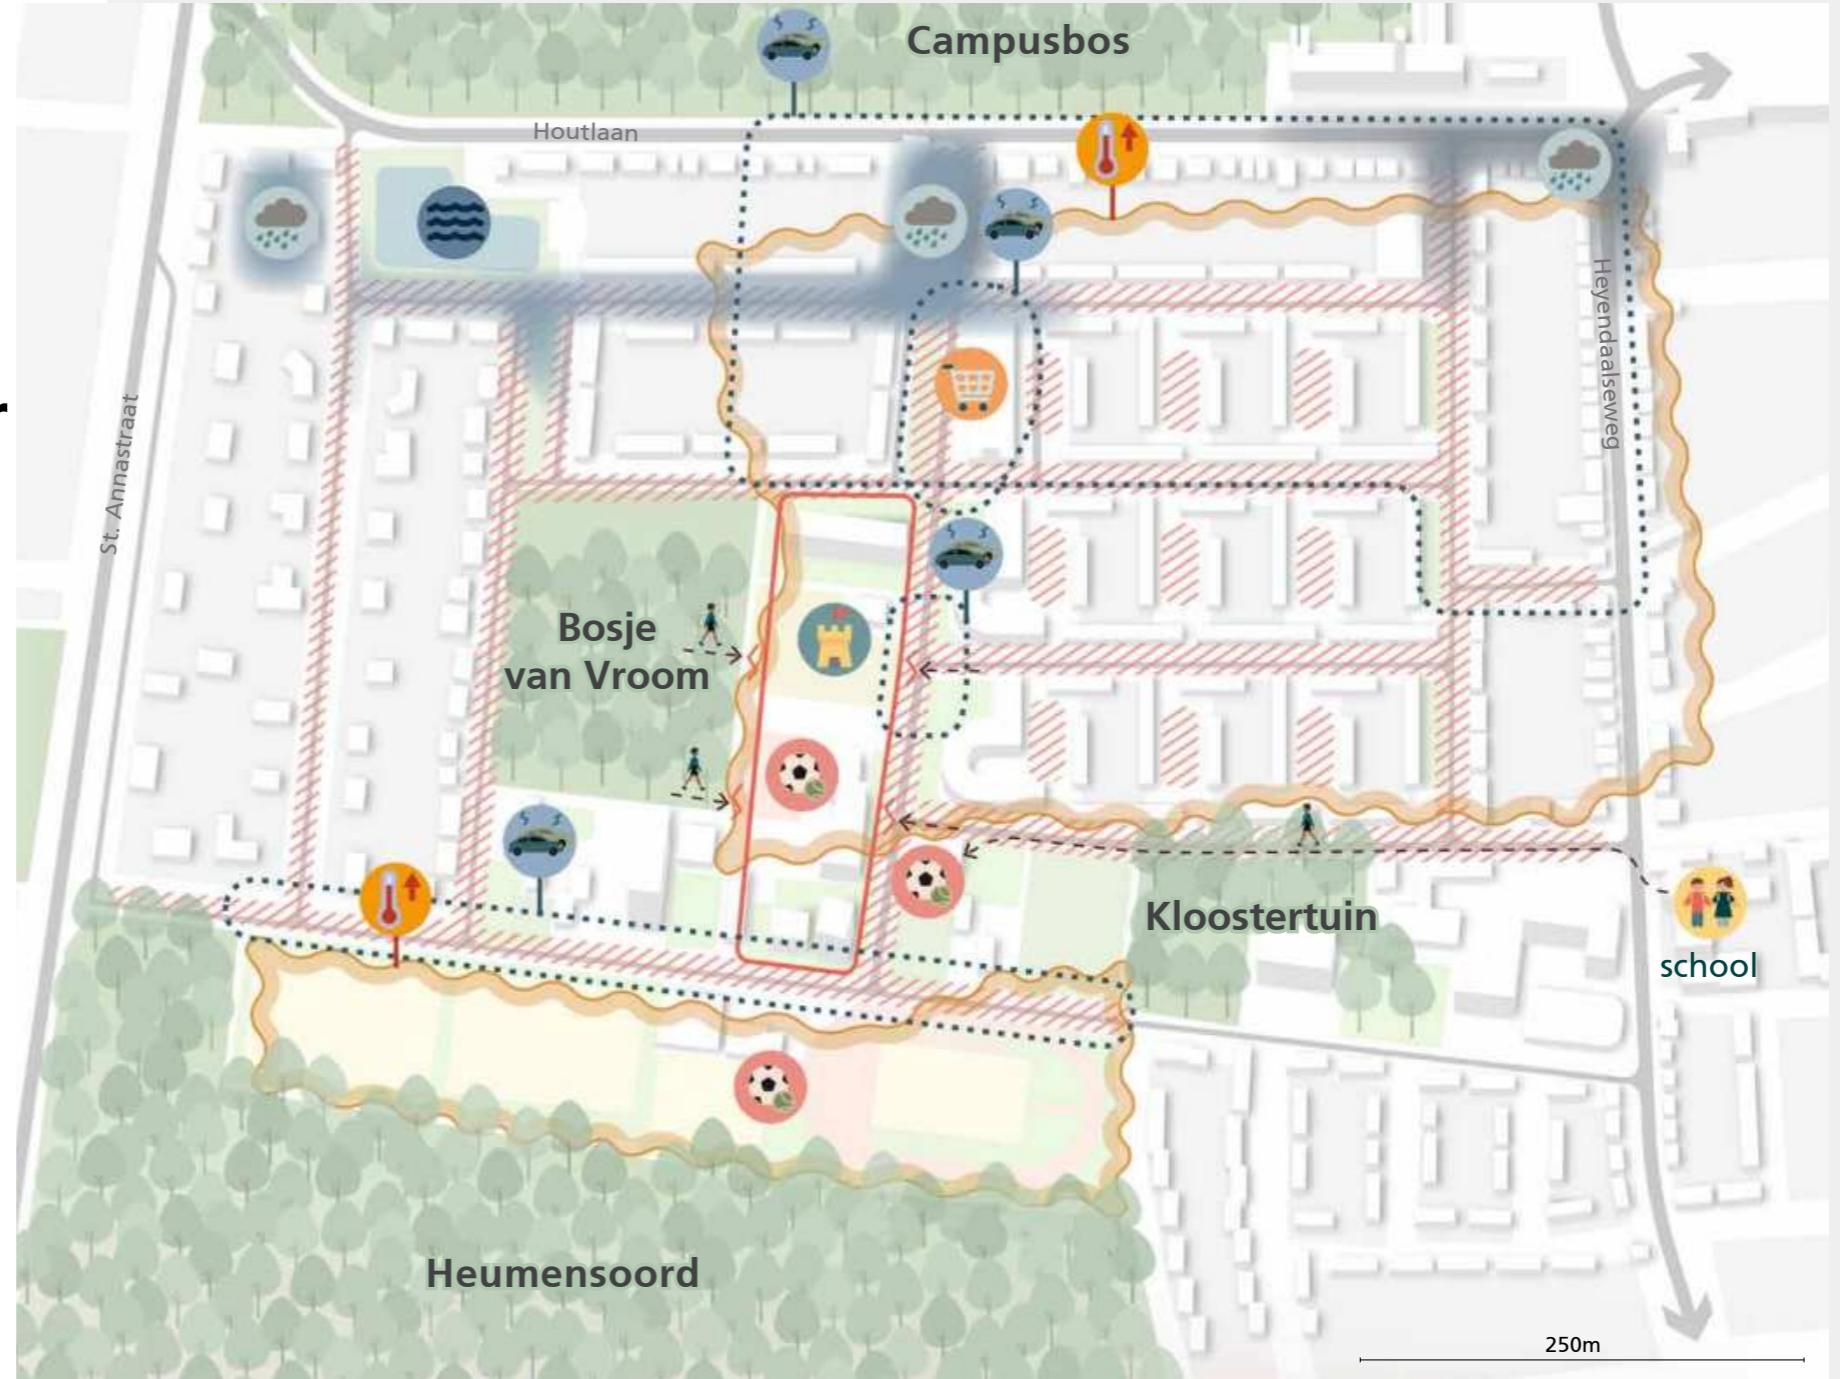 Campusbos
Houtlaan
Heyendaalseweg
St. Annastraat
Bosje
van Vroom
Kloostertuin
school
Heumensoord
250m